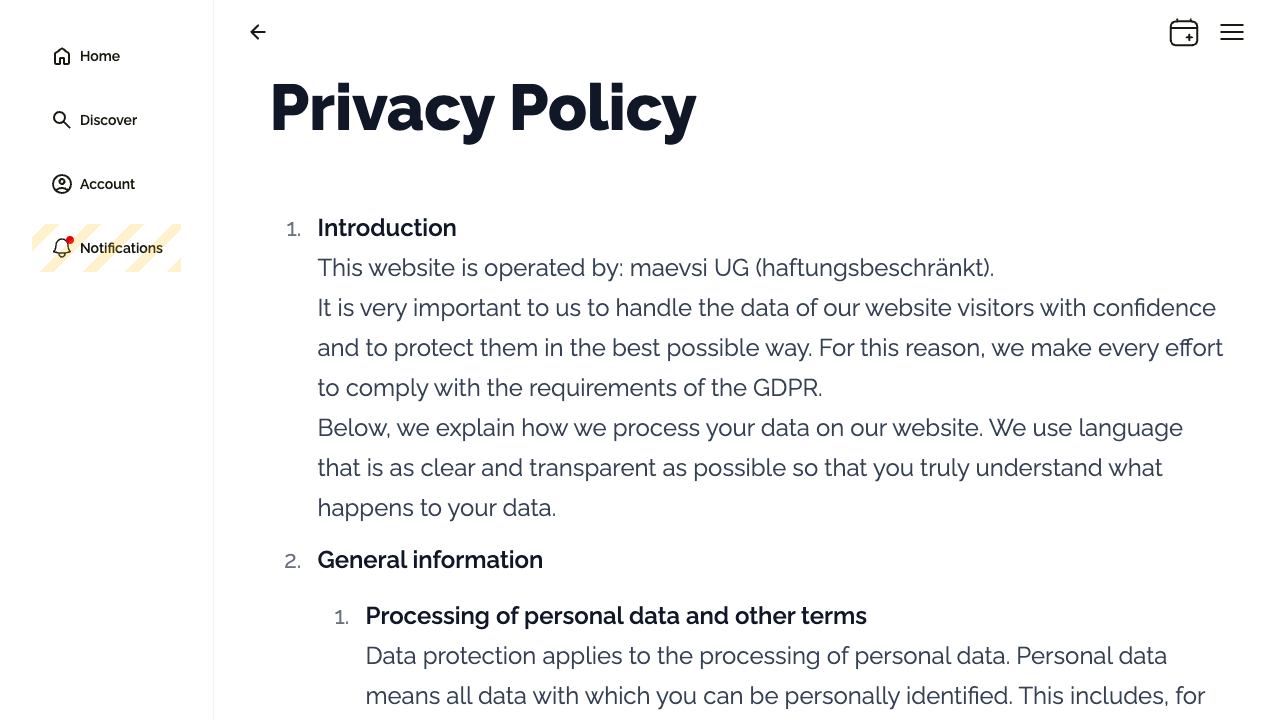 Home
Discover
Account
Notifications
Privacy Policy
1. Introduction
This website is operated by: maevsi UG (haftungsbeschränkt).
It is very important to us to handle the data of our website visitors with confidence
and to protect them in the best possible way. For this reason, we make every effort
to comply with the requirements of the GDPR.
Below, we explain how we process your data on our website. We use language
that is as clear and transparent as possible so that you truly understand what
happens to your data.
2. General information
1. Processing of personal data and other terms
Data protection applies to the processing of personal data. Personal data
means all data with which you can be personally identified. This includes, for